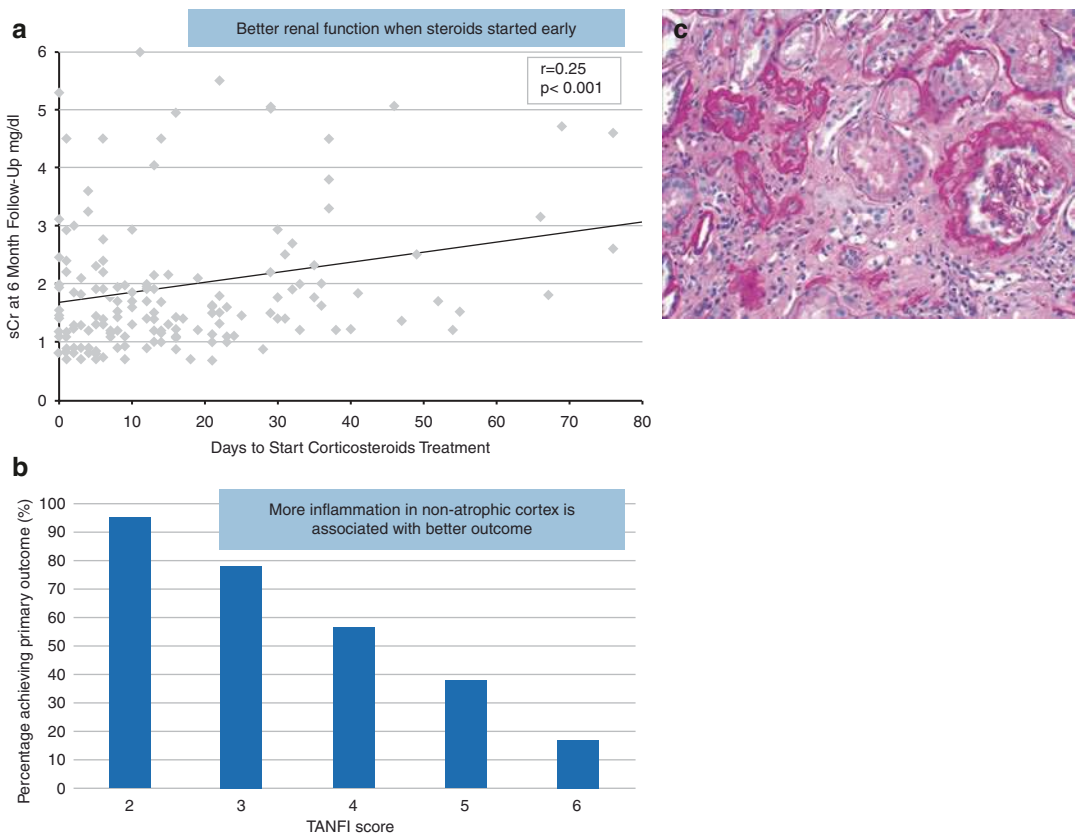 a
Better renal function when steroids started early
r=0.25
p< 0.001
sCr at 6 Month Follow-Up mg/dl
6
5
4
3
2
1
0
0 10 20 30 40 50 60 70 80
Days to Start Corticosteroids Treatment
b
More inflammation in non-atrophic cortex is
associated with better outcome
Percentage achieving primary outcome (%)
100
90
80
70
60
50
40
30
20
10
0
2 3 4 5 6
TANFI score
c